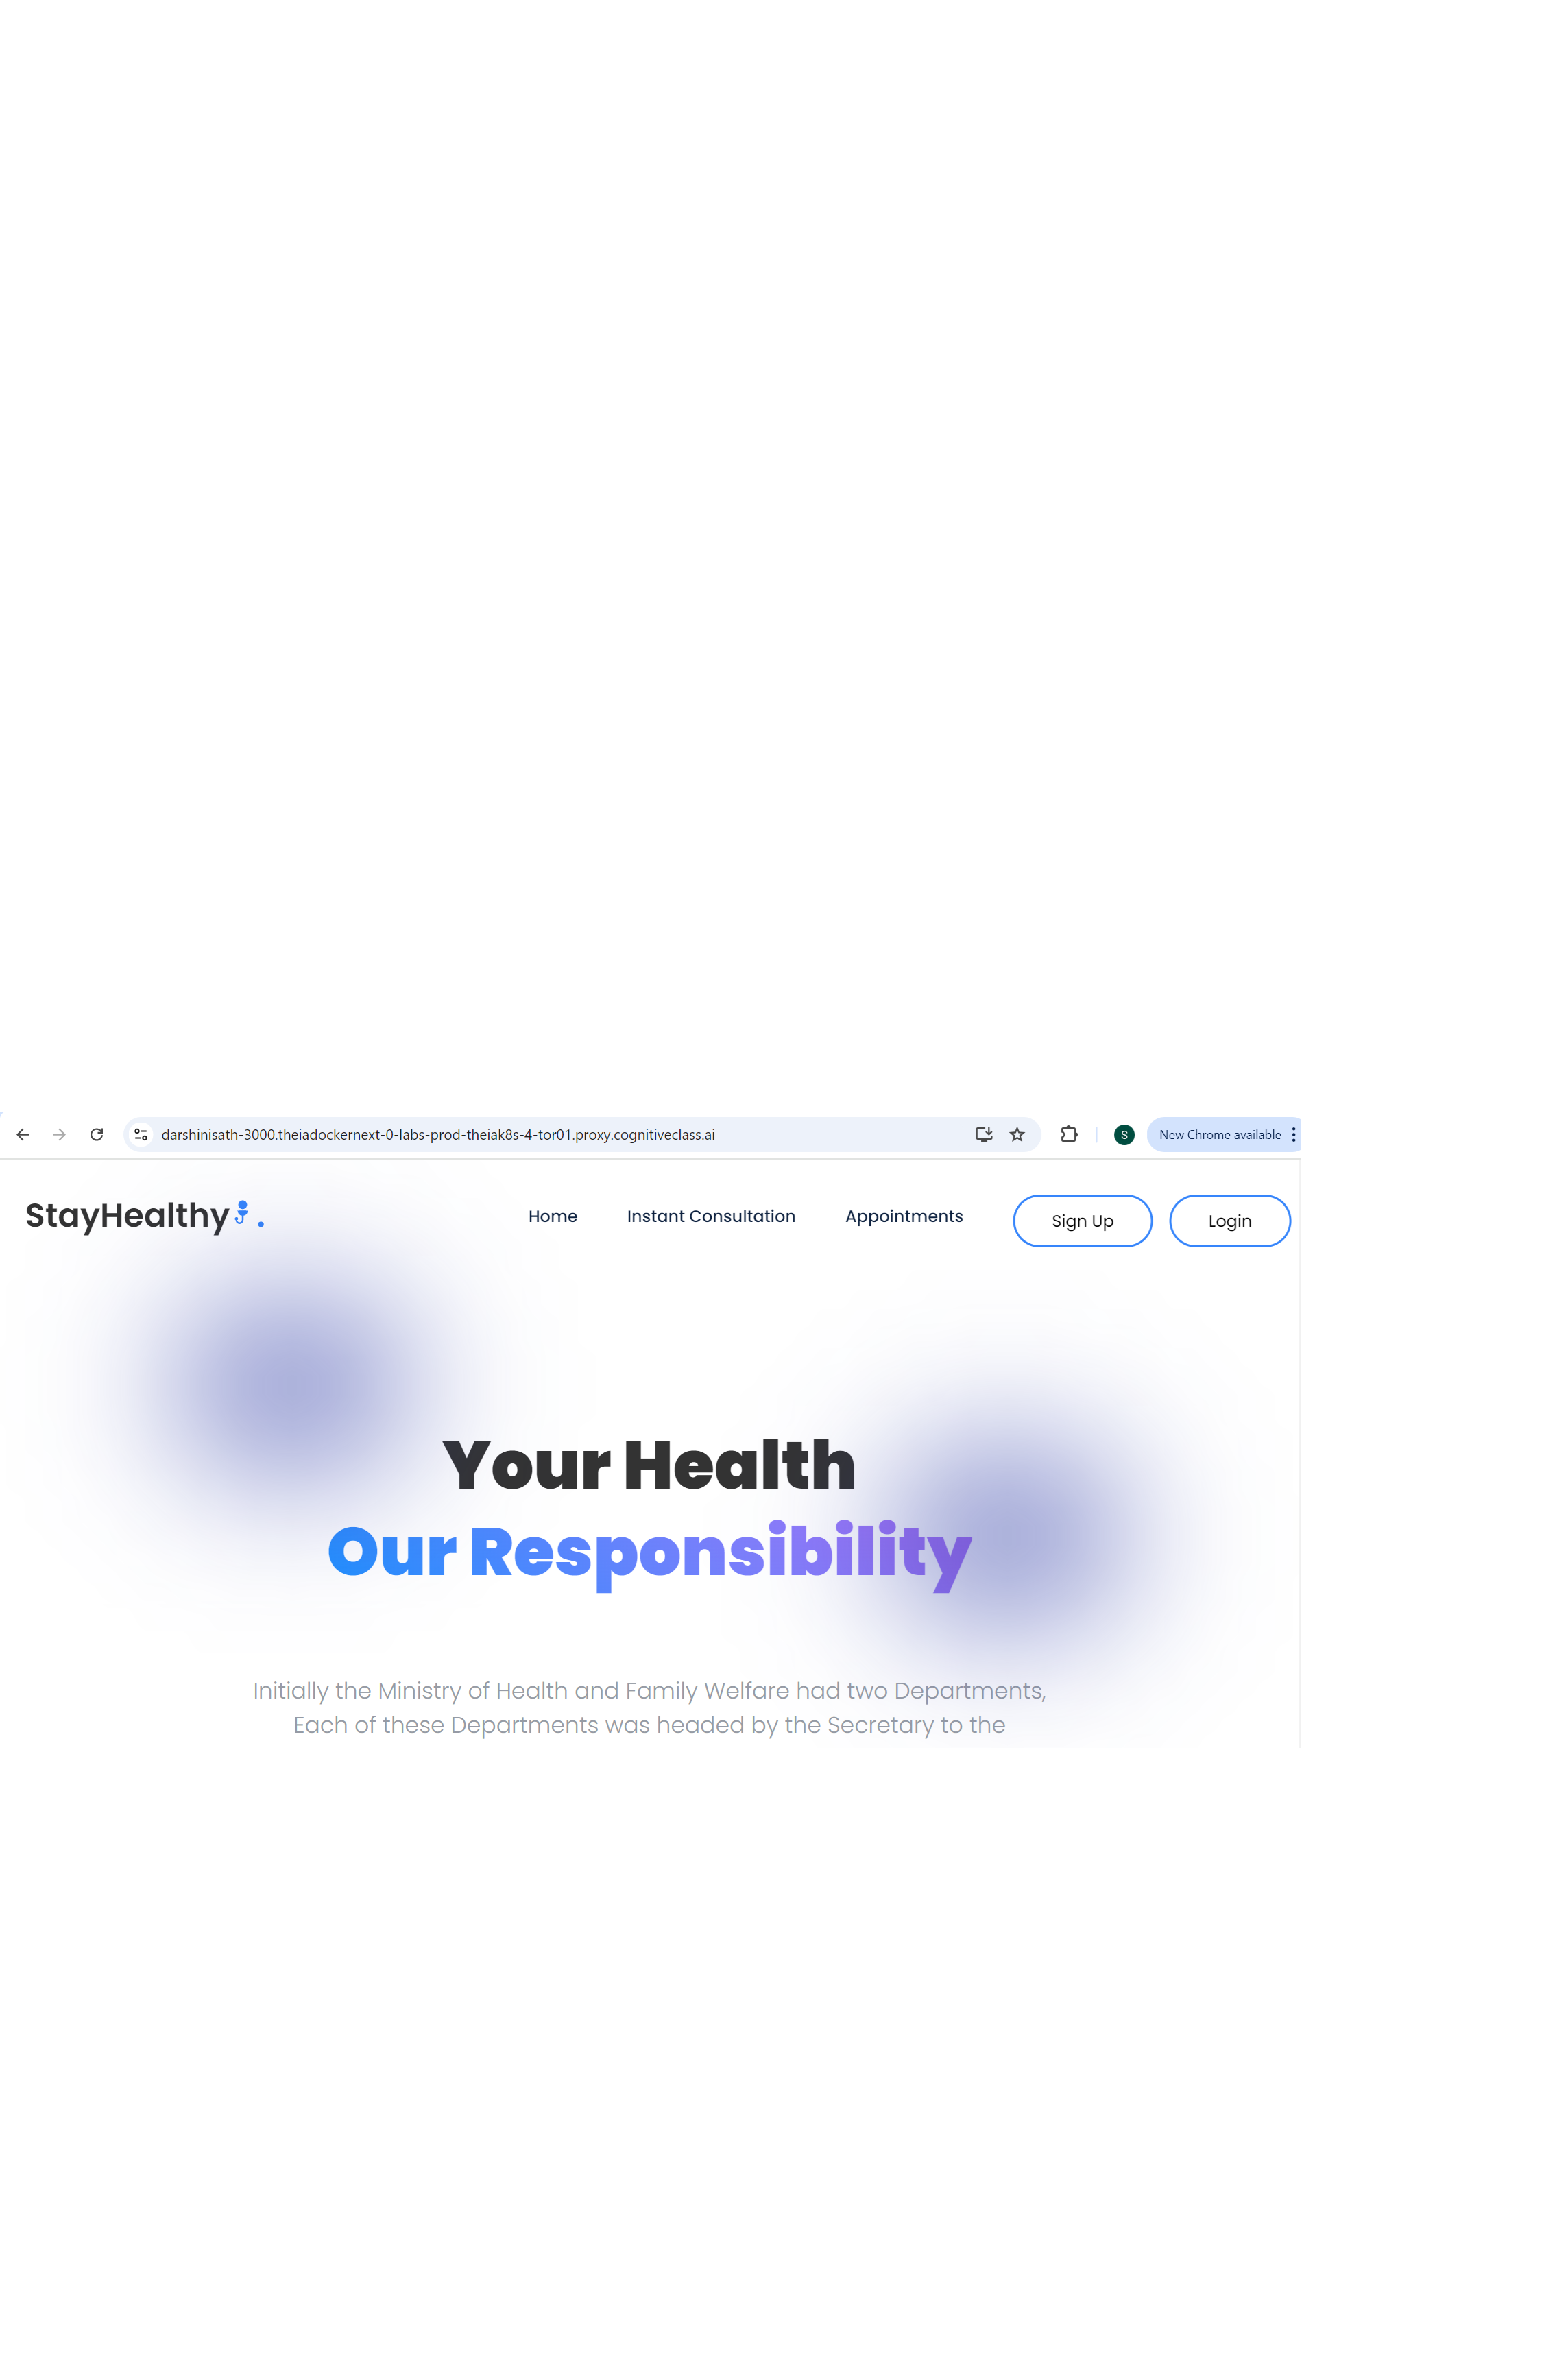 darshinisath-3000.theiadockernext-0-labs-prod-theiak8s-4-tor01.proxy.cognitiveclass.ai
S
New Chrome available
StayHealthy .
Home
Instant Consultation
Appointments
Sign Up
Login
Your Health
Our Responsibility
Initially the Ministry of Health and Family Welfare had two Departments,
Each of these Departments was headed by the Secretary to the